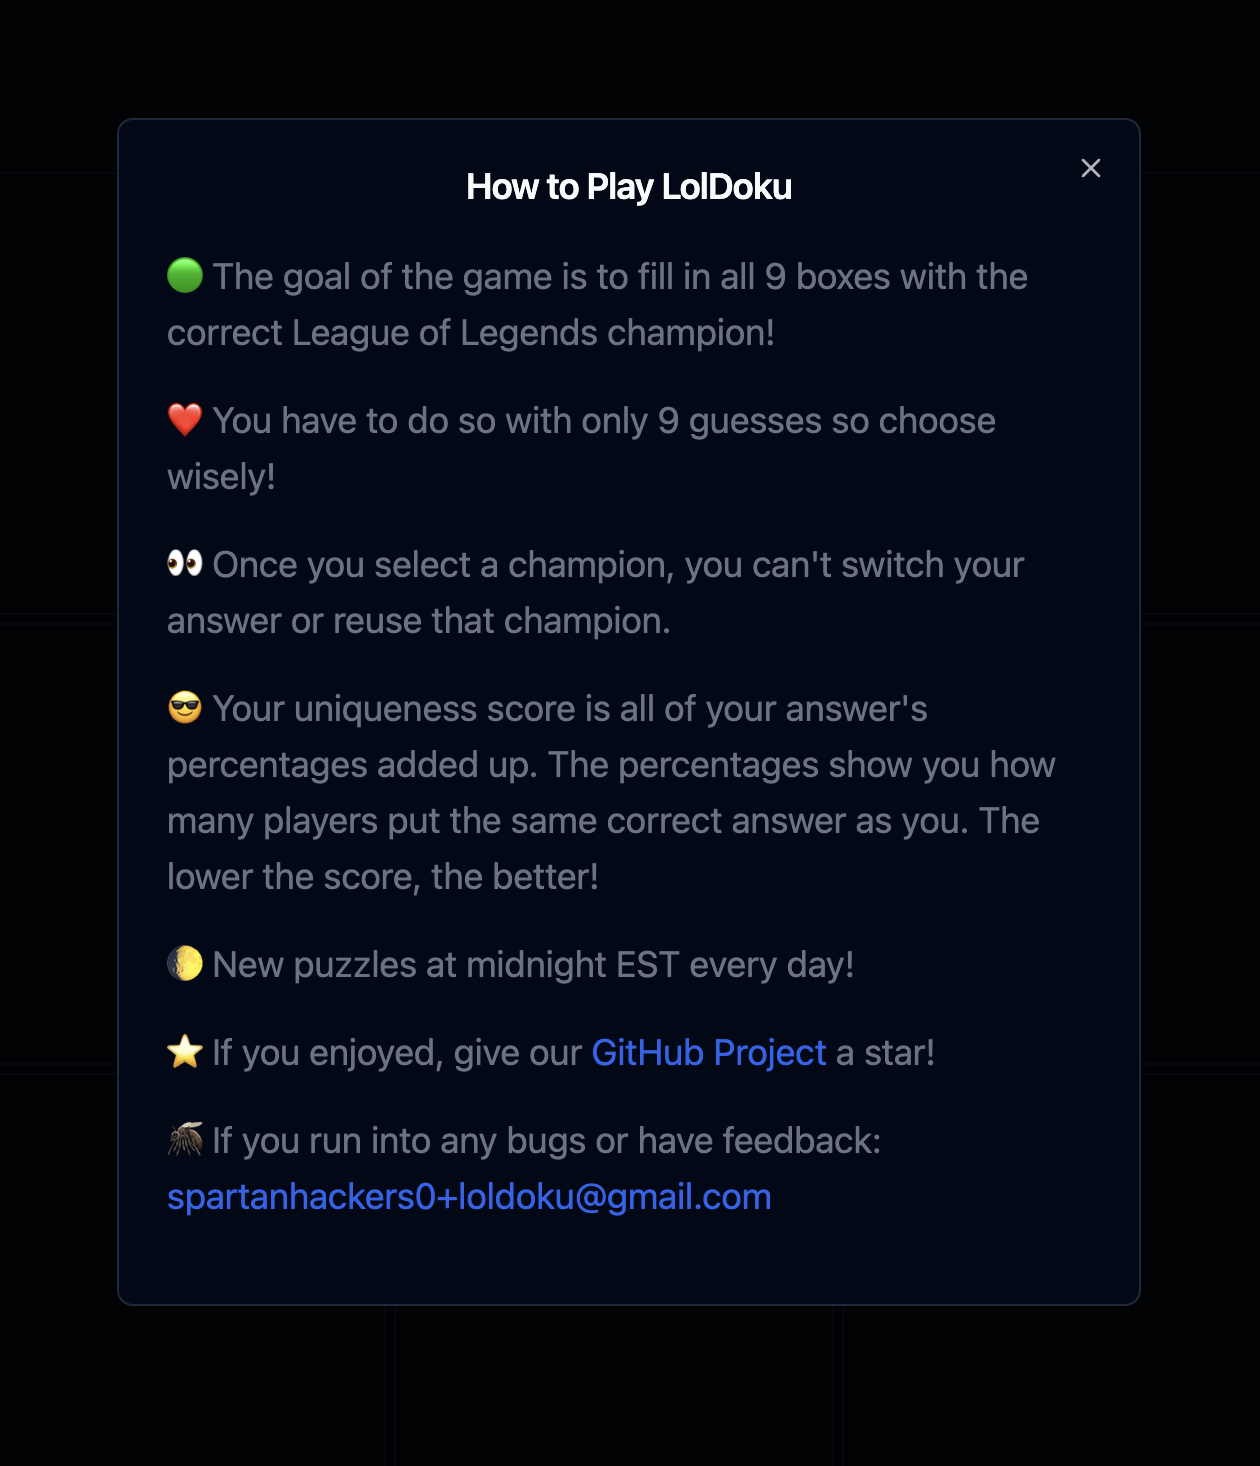 How to Play LolDoku
🟢 The goal of the game is to fill in all 9 boxes with the
correct League of Legends champion!
❤️ You have to do so with only 9 guesses so choose
wisely!
👀 Once you select a champion, you can't switch your
answer or reuse that champion.
😎 Your uniqueness score is all of your answer's
percentages added up. The percentages show you how
many players put the same correct answer as you. The
lower the score, the better!
🌔 New puzzles at midnight EST every day!
⭐ If you enjoyed, give our GitHub Project a star!
🪰 If you run into any bugs or have feedback:
spartanhackers0+loldoku@gmail.com